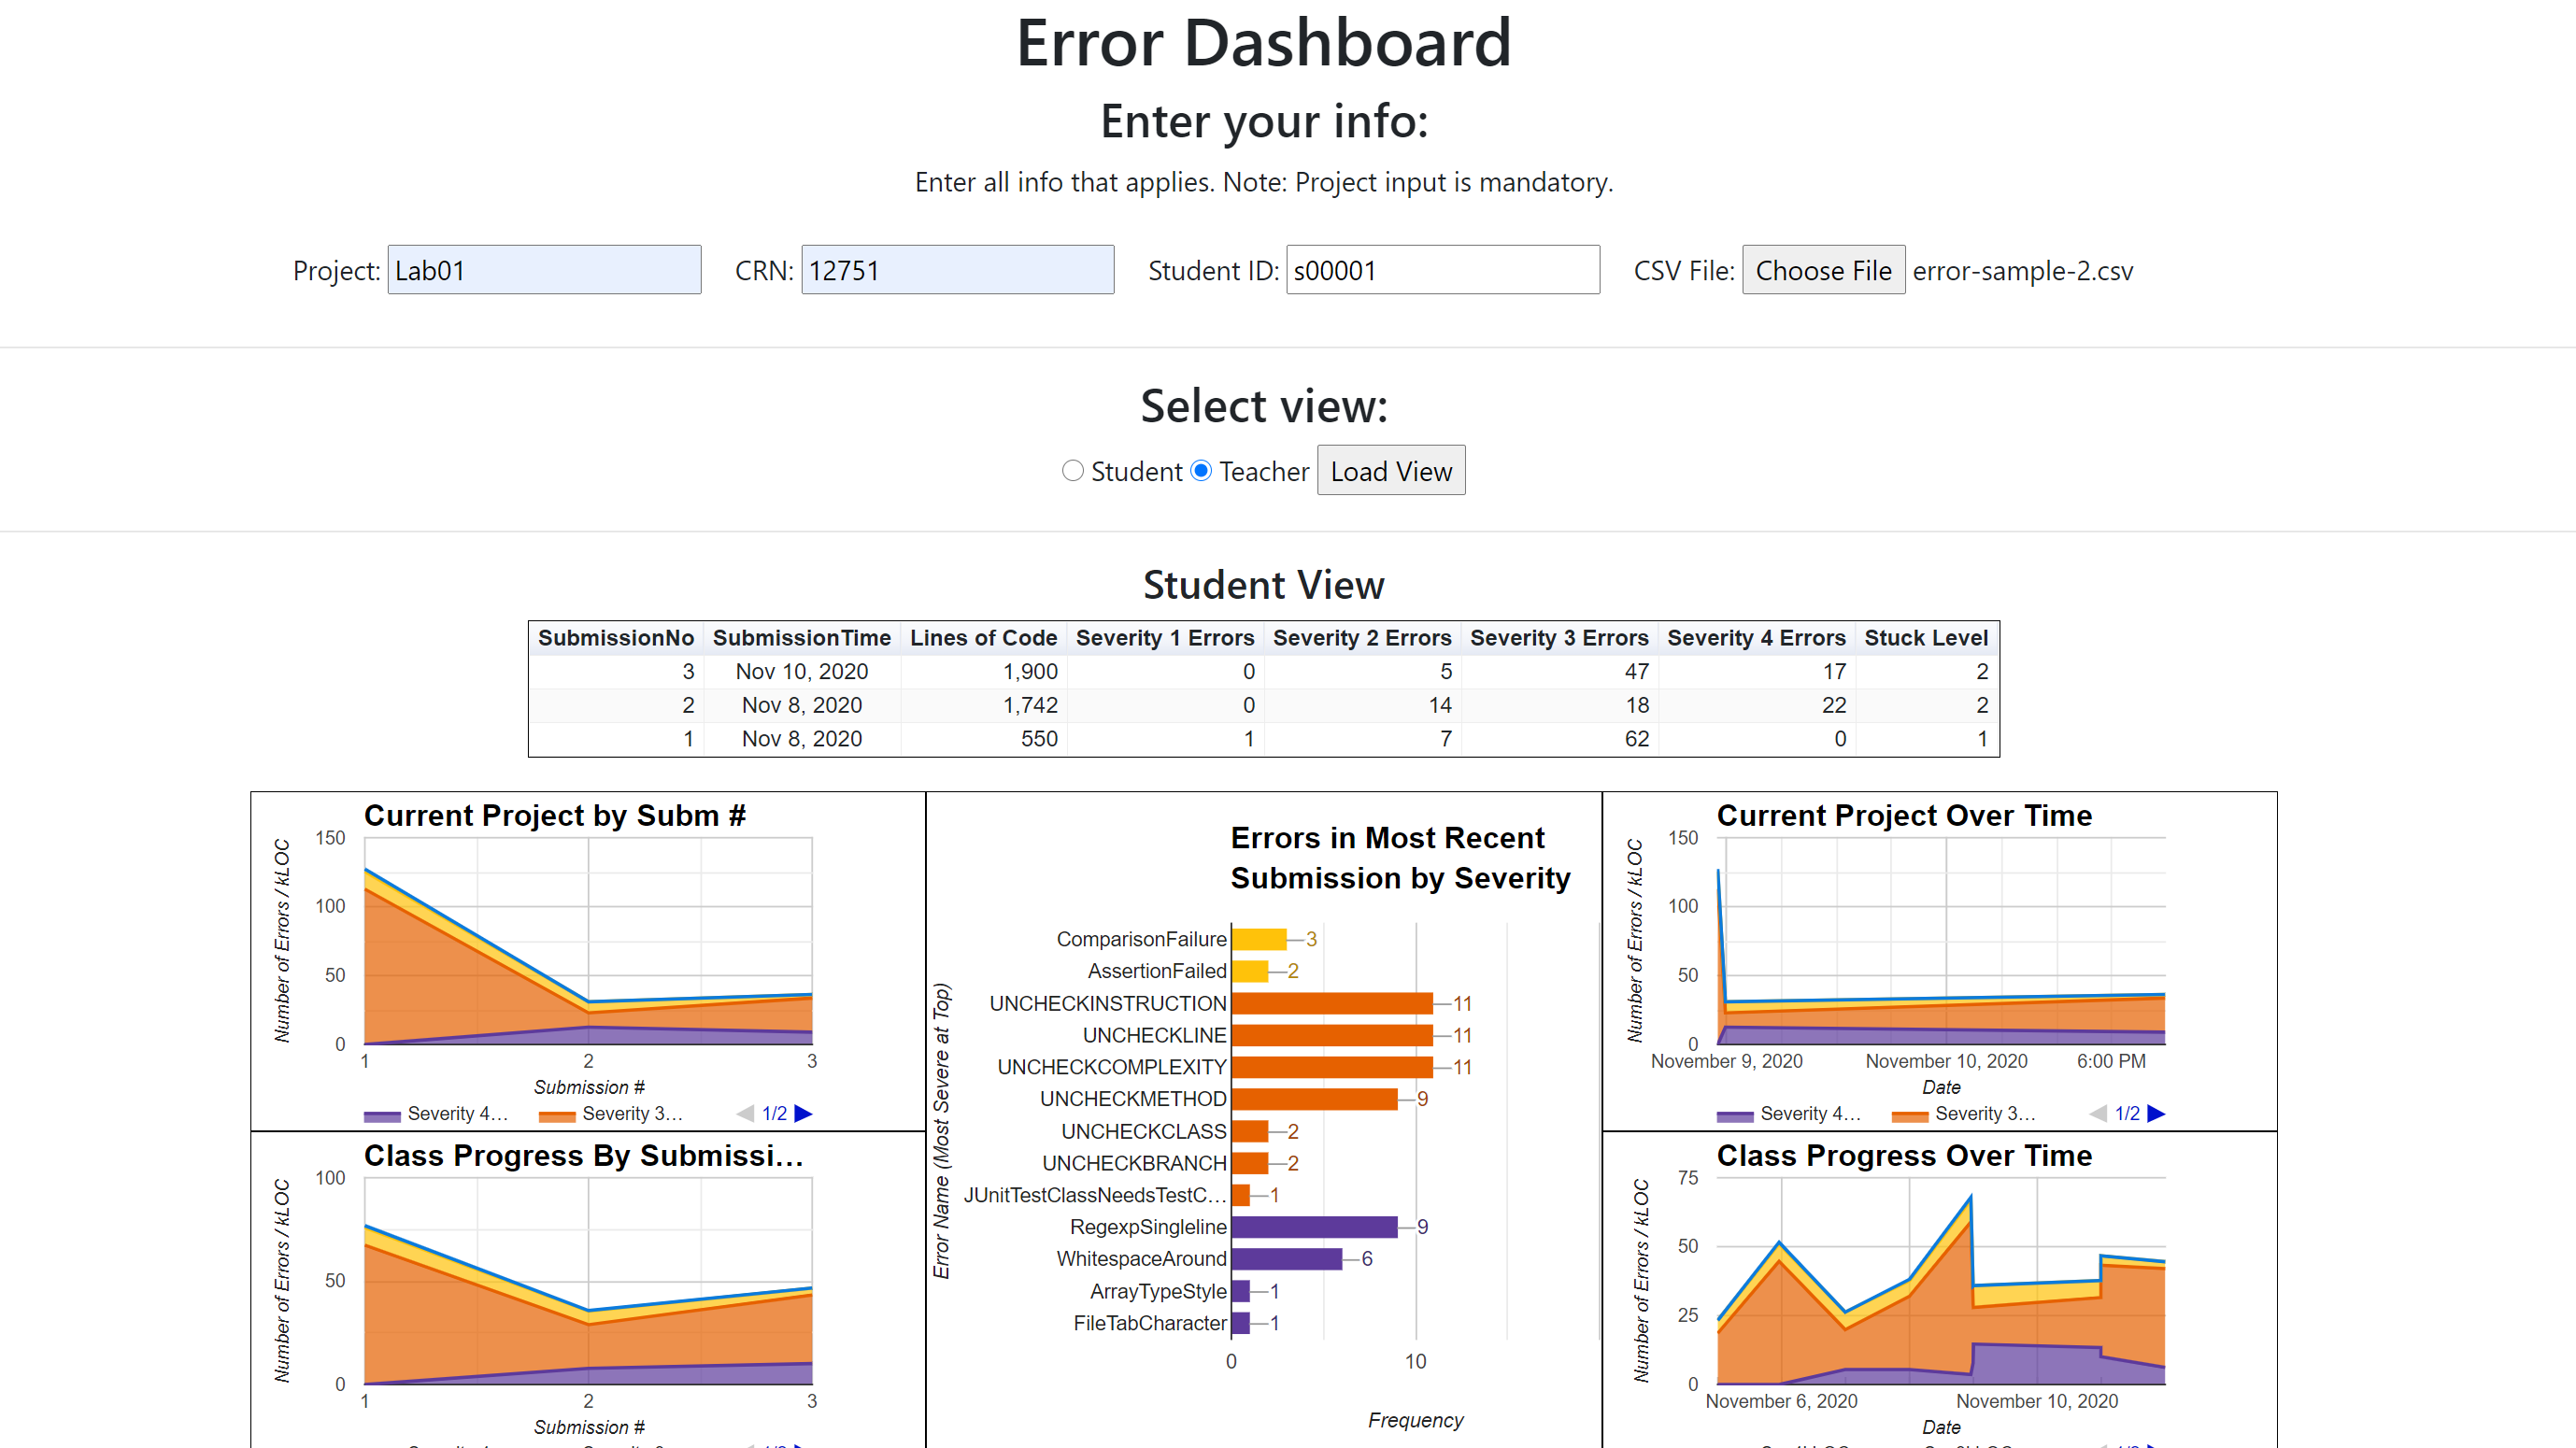 Error Dashboard
Enter your info:
Enter all info that applies. Note: Project input is mandatory.
Project: Lab01 CRN: 12751 Student ID: s00001 CSV File: Choose File error-sample-2.csv
Select view:
Student Teacher Load View
Student View
SubmissionNo SubmissionTime Lines of Code Severity 1 Errors Severity 2 Errors Severity 3 Errors Severity 4 Errors Stuck Level
3 Nov 10, 2020 1,900 0 5 47 17 2
2 Nov 8, 2020 1,742 0 14 18 22 2
1 Nov 8, 2020 550 1 7 62 0 1
Current Project by Subm #
Number of Errors / kLOC
150
100
50
0
1 2 3
Submission #
Severity 4... Severity 3... 1/2
Class Progress By Submissi...
Number of Errors / kLOC
100
50
0
1 2 3
Submission #
Errors in Most Recent
Submission by Severity
Error Name (Most Severe at Top)
ComparisonFailure 3
AssertionFailed 2
UNCHECKINSTRUCTION 11
UNCHECKLINE 11
UNCHECKCOMPLEXITY 11
UNCHECKMETHOD 9
UNCHECKCLASS 2
UNCHECKBRANCH 2
JUnitTestClassNeedsTestC... 1
RegexpSingleline 9
WhitespaceAround 6
ArrayTypeStyle 1
FileTabCharacter 1
0 10
Frequency
Current Project Over Time
Number of Errors / kLOC
150
100
50
0
November 9, 2020 November 10, 2020 6:00 PM
Date
Severity 4... Severity 3... 1/2
Class Progress Over Time
Number of Errors / kLOC
75
50
25
0
November 6, 2020 November 10, 2020
Date